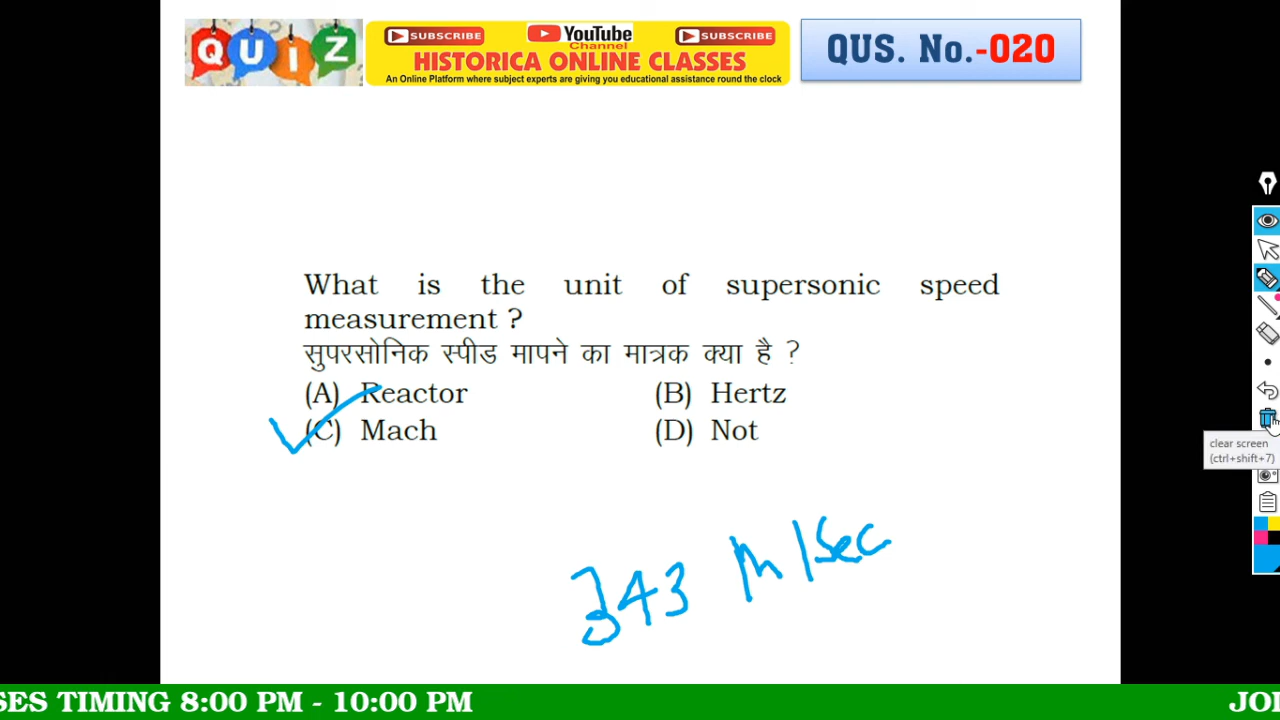 QUIZ
SUBSCRIBE YouTube SUBSCRIBE
Channel
HISTORICA ONLINE CLASSES
An Online Platform where subject experts are giving you educational assistance round the clock
QUS. No.-020
What is the unit of supersonic speed
measurement ?
सुपरसोनिक स्पीड मापने का मात्रक क्या है ?
(A) Reactor (B) Hertz
(C) Mach (D) Not
343 M/Sec
clear screen
(ctrl+shift+7)
SES TIMING 8:00 PM - 10:00 PM JOI